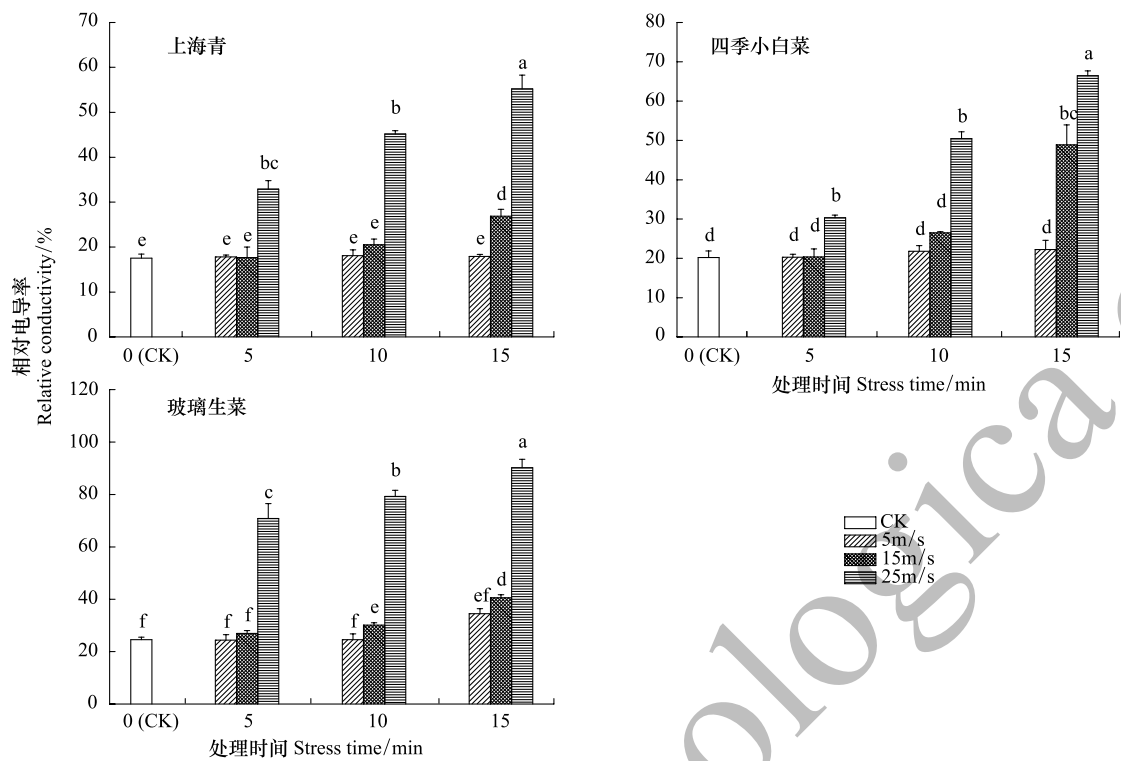 相对电导率
Relative conductivity/%
上海青
70
60
50
40
30
20
10
0
e
e
e
bc
e
e
b
e
d
a
0 (CK)
5
10
15
四季小白菜
80
70
60
50
40
30
20
10
0
d
d
d
b
d
d
b
d
bc
a
0 (CK)
5
10
15
处理时间 Stress time/min
玻璃生菜
120
100
80
60
40
20
0
f
f
f
c
f
e
b
ef
d
a
0 (CK)
5
10
15
处理时间 Stress time/min
CK
5m/s
15m/s
25m/s
ological